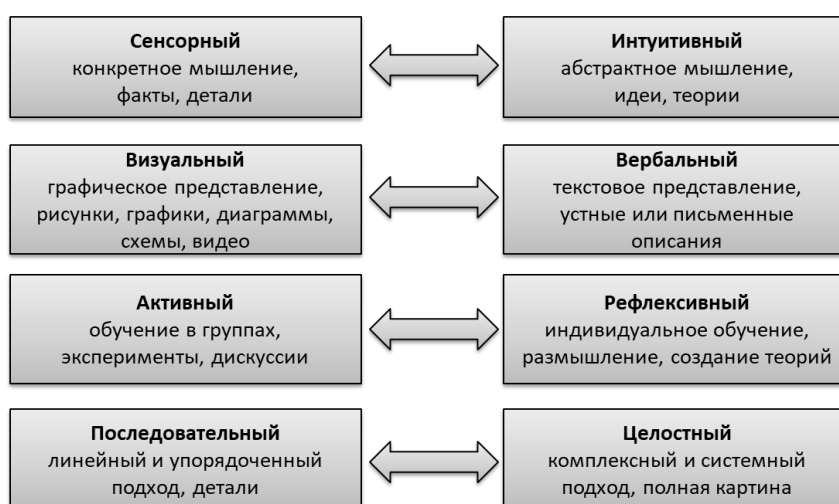 Сенсорный
конкретное мышление,
факты, детали
Интуитивный
абстрактное мышление,
идеи, теории
Визуальный
графическое представление,
рисунки, графики, диаграммы,
схемы, видео
Вербальный
текстовое представление,
устные или письменные
описания
Активный
обучение в группах,
эксперименты, дискуссии
Рефлексивный
индивидуальное обучение,
размышление, создание теорий
Последовательный
линейный и упорядоченный
подход, детали
Целостный
комплексный и системный
подход, полная картина